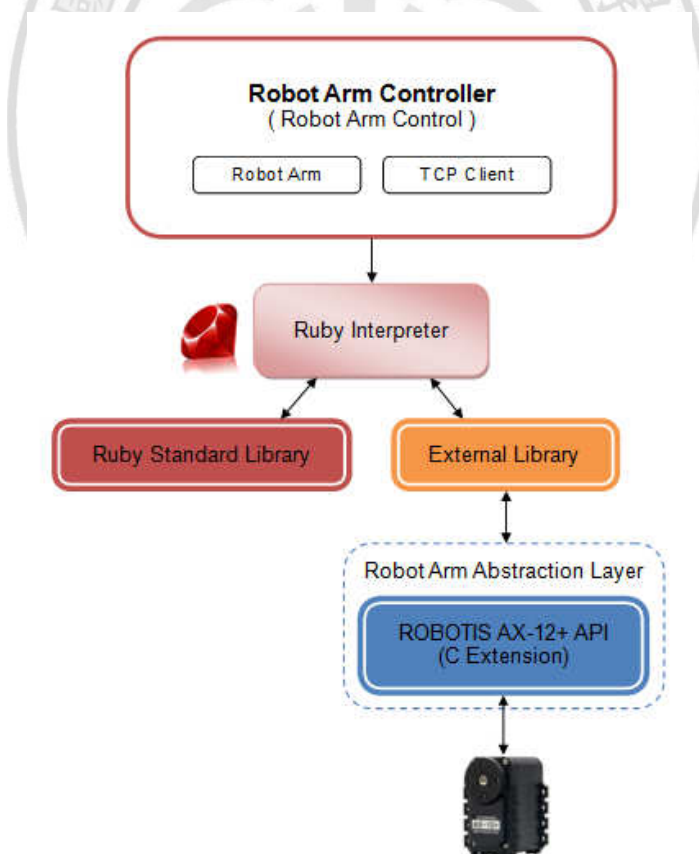 Robot Arm Controller
( Robot Arm Control )
Robot Arm
TCP Client
Ruby Interpreter
Ruby Standard Library
External Library
Robot Arm Abstraction Layer
ROBOTIS AX-12+ API
(C Extension)